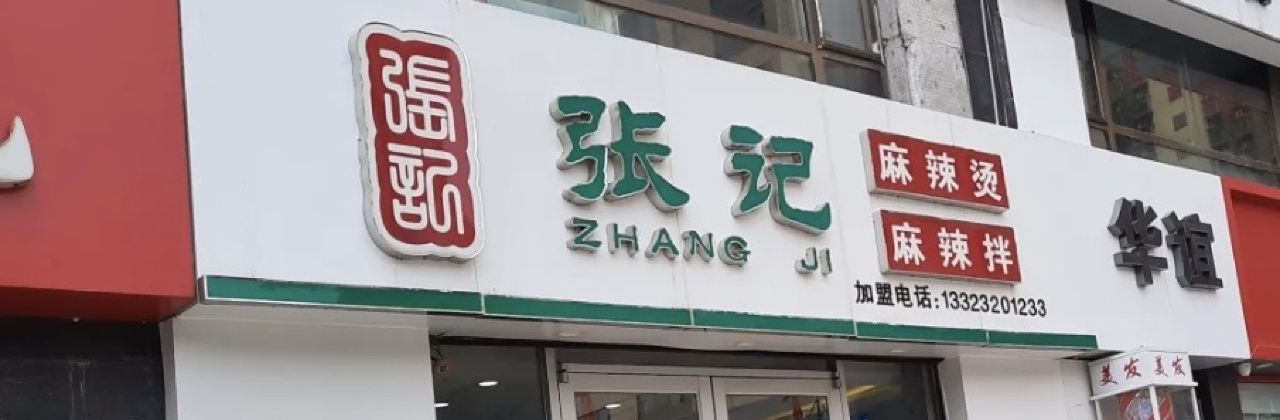 張記
张记
ZHANG JI
麻辣烫
麻辣拌
加盟电话:13323201233
华谊
美发 美发